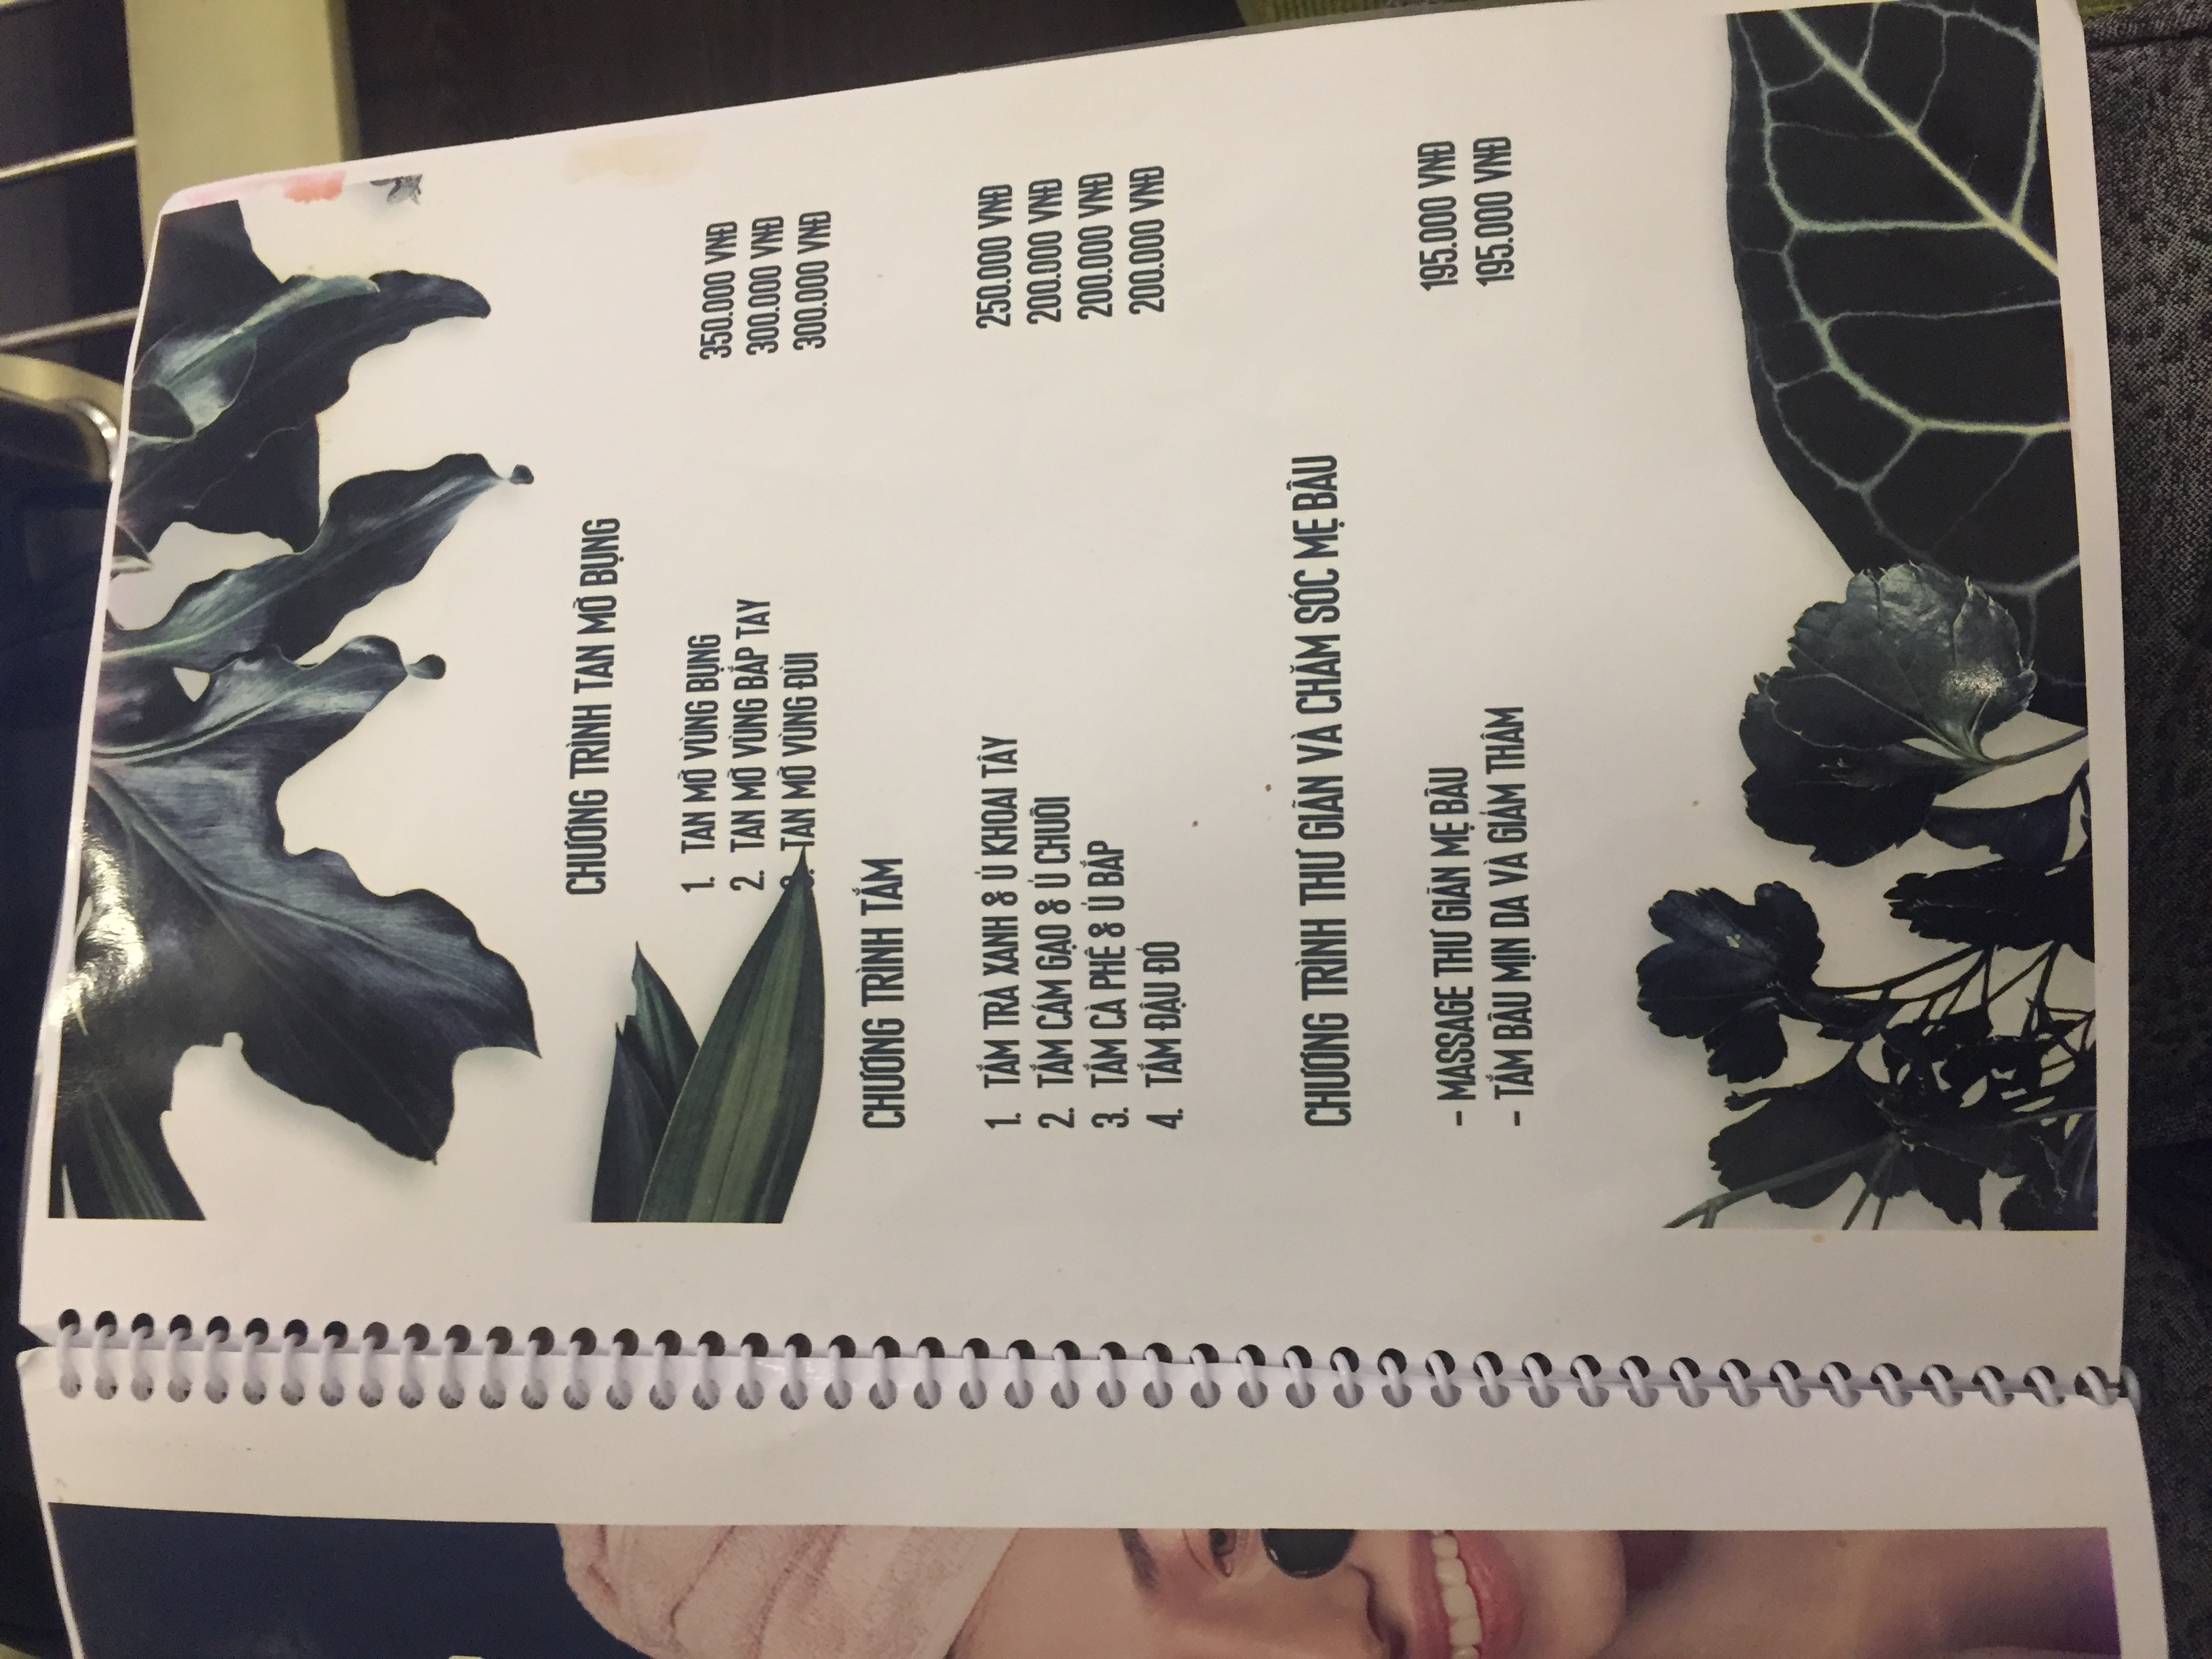 CHƯƠNG TRÌNH TAN MỠ BỤNG
1. TAN MỠ VÙNG BỤNG 350.000 VNĐ
2. TAN MỠ VÙNG BẮP TAY 300.000 VNĐ
3. TAN MỠ VÙNG ĐÙI 300.000 VNĐ
CHƯƠNG TRÌNH TẮM
1. TẮM TRÀ XANH & Ủ KHOAI TÂY 250.000 VNĐ
2. TẮM CÁM GẠO & Ủ CHUỐI 200.000 VNĐ
3. TẮM CÀ PHÊ & Ủ BẮP 200.000 VNĐ
4. TẮM ĐẬU ĐỎ 200.000 VNĐ
CHƯƠNG TRÌNH THƯ GIÃN VÀ CHĂM SÓC MẸ BẦU
- MASSAGE THƯ GIÃN MẸ BẦU 195.000 VNĐ
- TẮM BẦU MỊN DA VÀ GIẢM THÂM 195.000 VNĐ